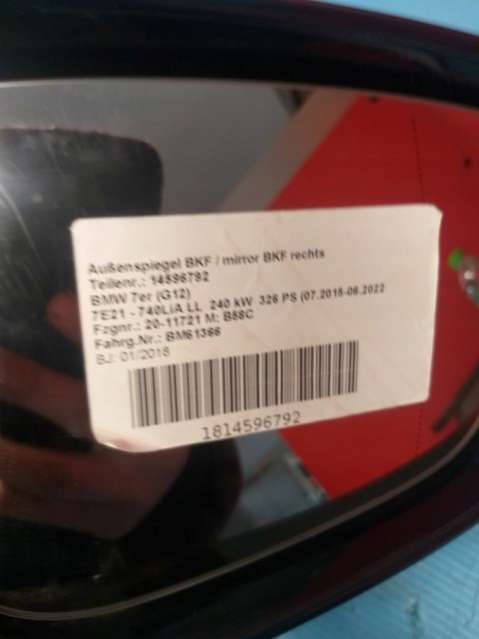 Außenspiegel BKF / mirror BKF rechts
Teilenr.: 14596792
BMW 7er (G12)
7E21 - 740LiA LL 240 kW 326 PS (07.2015-06.2022
Fzgnr.: 20-11721 M: B58C
Fahrg.Nr.: BM61366
BJ: 01/2018
1814596792